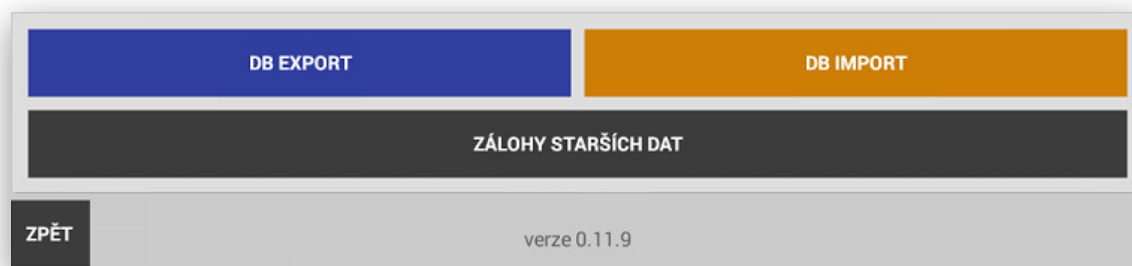 DB EXPORT
DB IMPORT
ZÁLOHY STARŠÍCH DAT
ZPĚT
verze 0.11.9